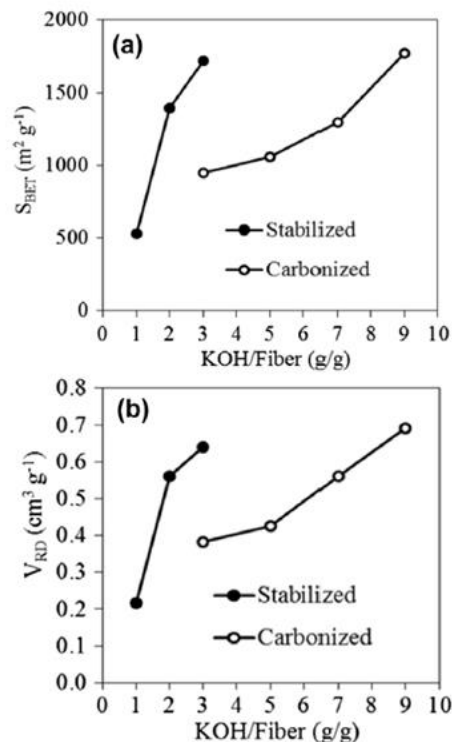 (a)
2000
1500
1000
500
0
S_BET (m² g⁻¹)
Stabilized
Carbonized
0 1 2 3 4 5 6 7 8 9 10
KOH/Fiber (g/g)
(b)
0.8
0.7
0.6
0.5
0.4
0.3
0.2
0.1
0.0
V_RD (cm³ g⁻¹)
Stabilized
Carbonized
0 1 2 3 4 5 6 7 8 9 10
KOH/Fiber (g/g)